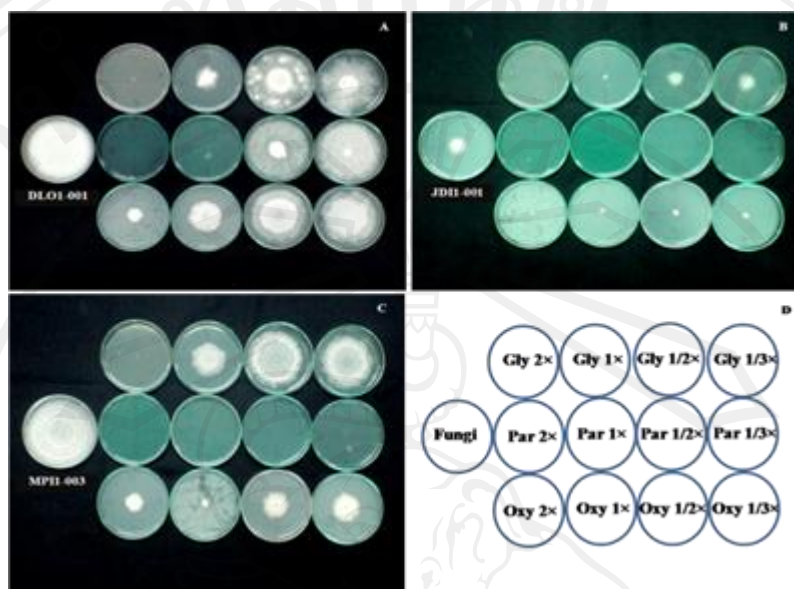 A
DLO1-001
B
JDI1-001
C
MPI1-003
D
Gly 2× Gly 1× Gly 1/2× Gly 1/3×
Fungi Par 2× Par 1× Par 1/2× Par 1/3×
Oxy 2× Oxy 1× Oxy 1/2× Oxy 1/3×